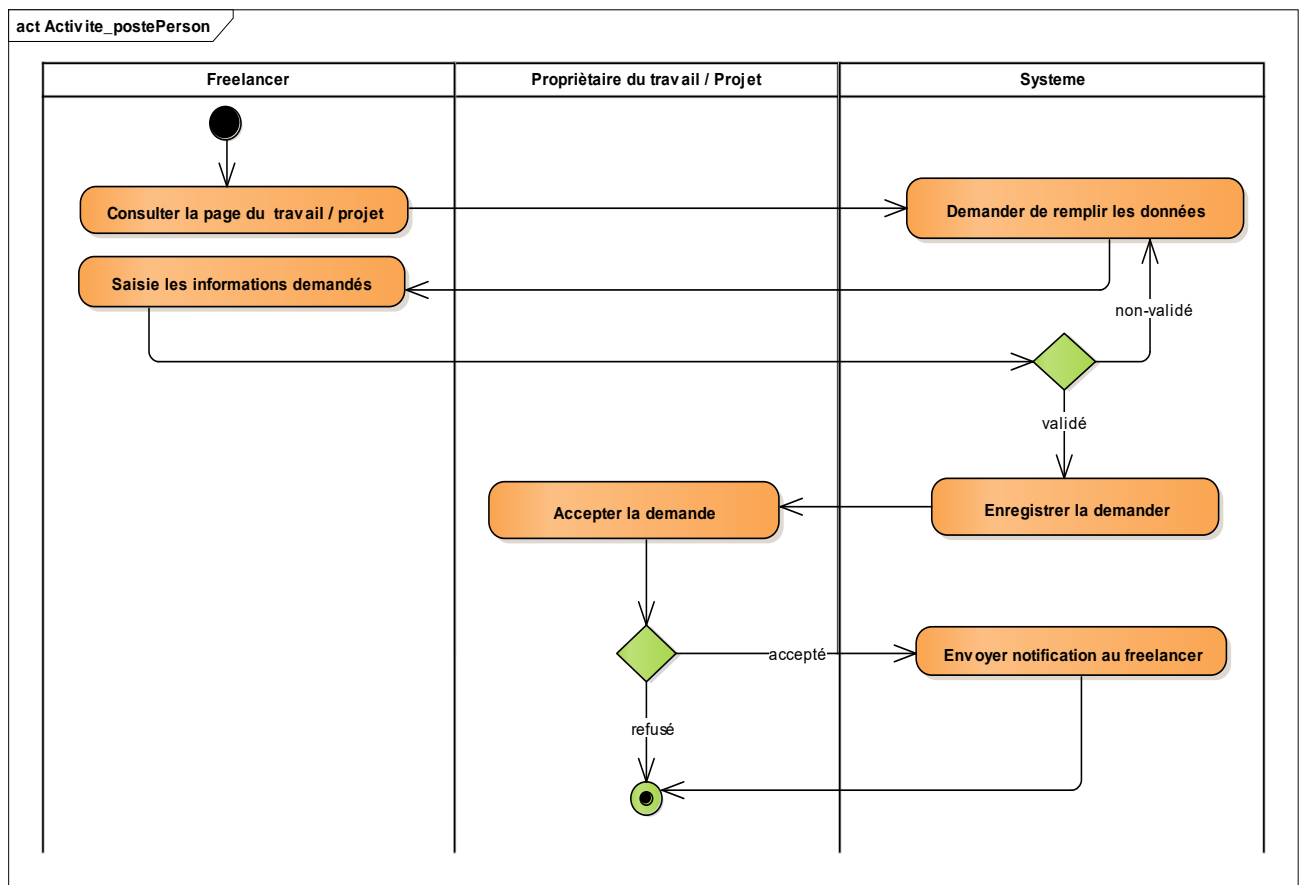 act Activite_postePerson
Freelancer
Propriètaire du travail / Projet
Systeme
Consulter la page du travail / projet
Demander de remplir les données
Saisie les informations demandés
non-validé
validé
Accepter la demande
Enregistrer la demander
accepté
Envoyer notification au freelancer
refusé